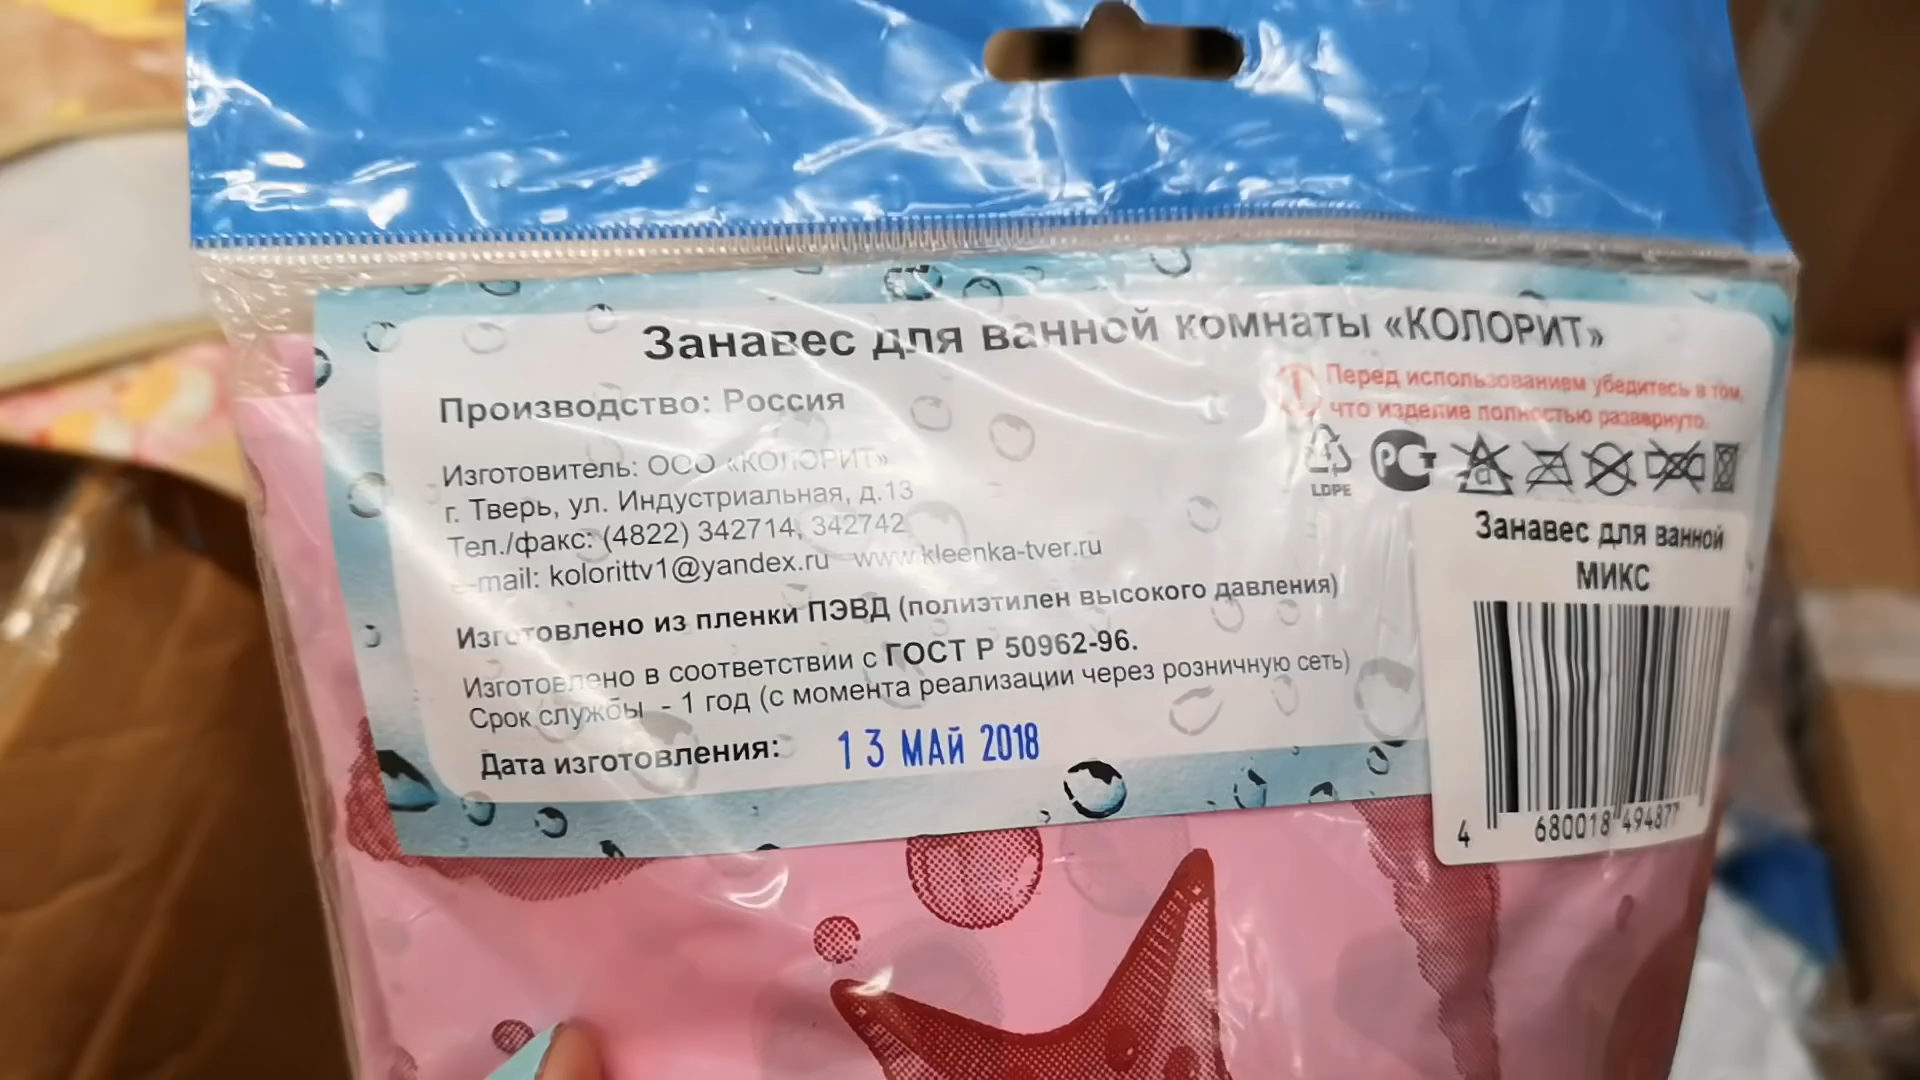 Занавес для ванной комнаты «КОЛОРИТ»
Производство: Россия
Перед использованием убедитесь в том,
что изделие полностью развернуто.
Изготовитель: ООО «КОЛОРИТ»
г. Тверь, ул. Индустриальная, д.13
Тел./факс: (4822) 342714, 342742
e-mail: kolorittv1@yandex.ru www.kleenka-tver.ru
Изготовлено из пленки ПЭВД (полиэтилен высокого давления)
Изготовлено в соответствии с ГОСТ Р 50962-96.
Срок службы - 1 год (с момента реализации через розничную сеть)
Дата изготовления: 13 МАЙ 2018
4
LDPE
РСТ
Занавес для ванной
МИКС
4 680018 494877